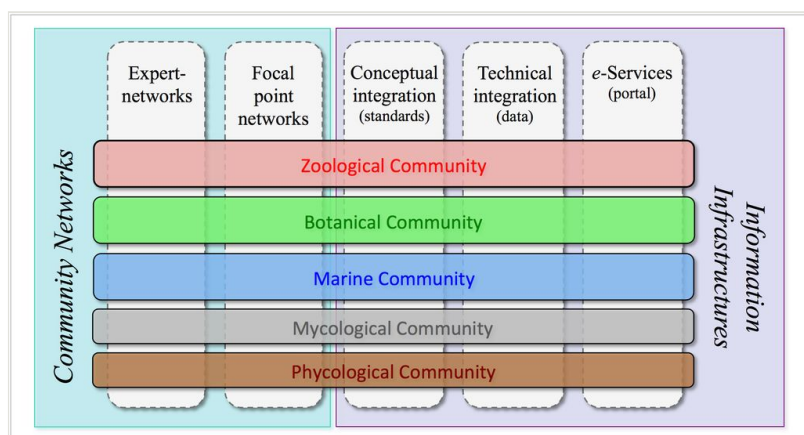 Expert-
networks
Focal
point
networks
Conceptual
integration
(standards)
Technical
integration
(data)
e-Services
(portal)
Zoological Community
Botanical Community
Marine Community
Mycological Community
Phycological Community
Community Networks
Information
Infrastructures